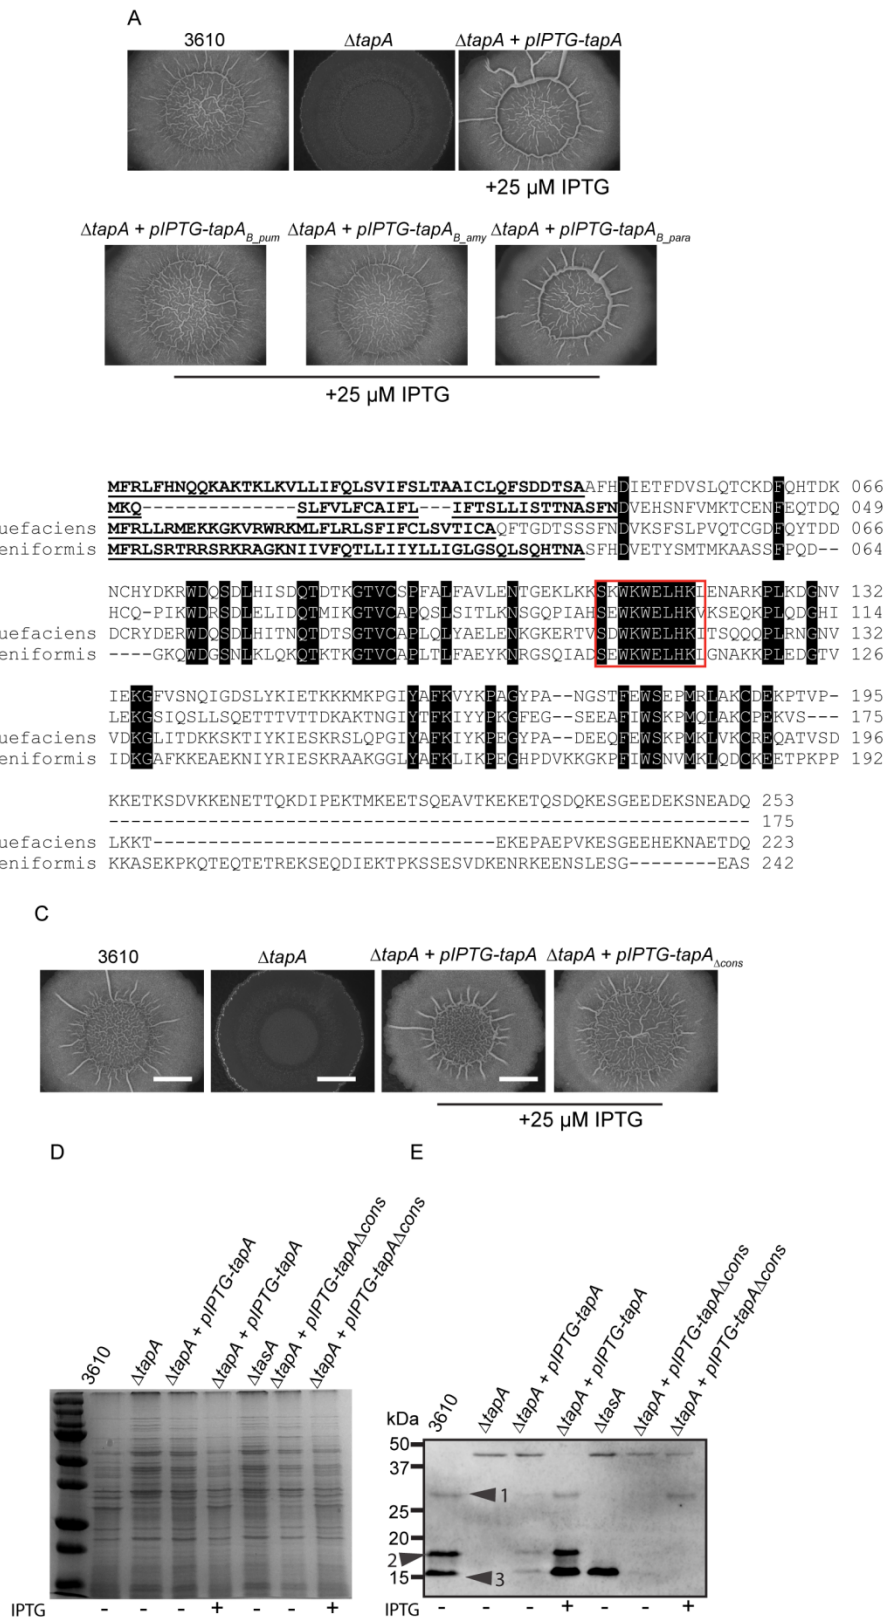 A
3610 ΔtapA ΔtapA + pIPTG-tapA
+25 µM IPTG
ΔtapA + pIPTG-tapA_B_pum ΔtapA + pIPTG-tapA_B_amy ΔtapA + pIPTG-tapA_B_para
+25 µM IPTG
MFRLFHNQQKAKTKLKVLLIFQLSVIFSLTAAICLQFSDDTSAAFHDIETFDVSLQTCKDFQHTDK 066
MKQ------------SLFVLFCAIFL---IFTSLLISTTNASFNDVEHSNFVMKTCENFEQTDQ 049
uefaciens MFRLLRMEKKGKVRWRKMLFLRLSFIFCLSVTICAQFTGDTSSSFNDVKSFSLPVQTCGDFQYTDD 066
eniformis MFRLSRTRRSRKRAGKNIIVFQTLLIIYLLIGLGSQLSQHTNASFHDVETYSMTMKAASSFPQD-- 064
NCHYDKRWDQSDLHISDQTDTKGTVCSPFALFAVLENTGEKLKKSKWKWELHKLENARKPLKDGNV 132
HCQ-PIKWDRSDLELIDQTMIKGTVCAPQSLSITLKNSGQPIAHSEWKWELHKVKSEQKPLQDGHI 114
uefaciens DCRYDERWDQSDLHITNQTDTSGTVCAPLQLYAELENKGKERTVSDWKWELHKITSQQQPLRNGNV 132
eniformis ----GKQWDGSNLKLQKQTKTKGTVCAPLTLFAEYKNRGSQIADSEWKWELHKLGNAKKPLEDGTV 126
IEKGFVSNQIGDSLYKIETKKKMKPGIYAFKVYKPAGYPA--NGSTFEWSEPMRLAKCDEKPTVP- 195
LEKGSIQSLLSQETTTVTTDKAKTNGIYTFKIYYPKGFEG--SEEAFIWSKPMQLAKCPEKVS--- 175
uefaciens VDKGLITDKKSKTIYKIESKRSLQPGIYAFKVYKPEGYPA--DEEQFEWSKPMKLVKCREQATVSD 196
eniformis IDKGAFKKEAEKNIYRIESKRAAKGGLYAFKLIKPEGHPDVKKGKPFIWSNVMKLQDCKEETPKPP 192
KKETKSDVKKENETTQKDIPEKTMKEETSQEAVTKEKETQSDQKESGEEDEKSNEADQ 253
---------------------------------------------------------- 175
uefaciens LKKT-------------------------------EKEPAEPVKESGEEHEKNAETDQ 223
eniformis KKASEKPKQTEQTETREKSEQDIEKTPKSSESVDKENRKEENSLESG--------EAS 242
C
3610 ΔtapA ΔtapA + pIPTG-tapA ΔtapA + pIPTG-tapA_Δcons
+25 µM IPTG
D
3610 ΔtapA ΔtapA + pIPTG-tapA ΔtapA + pIPTG-tapA ΔtasA ΔtapA + pIPTG-tapAΔcons ΔtapA + pIPTG-tapAΔcons
IPTG - - - + - - +
E
3610 ΔtapA ΔtapA + pIPTG-tapA ΔtapA + pIPTG-tapA ΔtasA ΔtapA + pIPTG-tapAΔcons ΔtapA + pIPTG-tapAΔcons
kDa
50
37
1
25
20
2
15
3
IPTG - - - + - - +